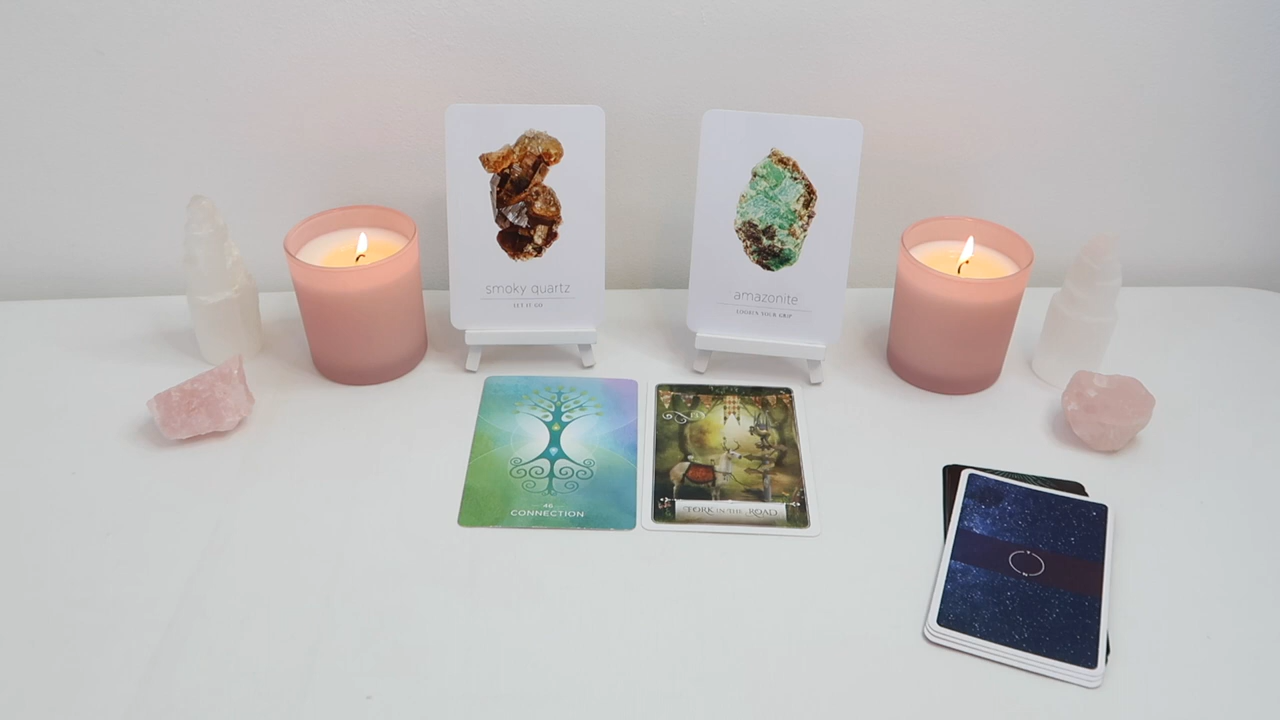 smoky quartz
LET IT GO
amazonite
LOOSEN YOUR GRIP
46
CONNECTION
FORK IN THE ROAD